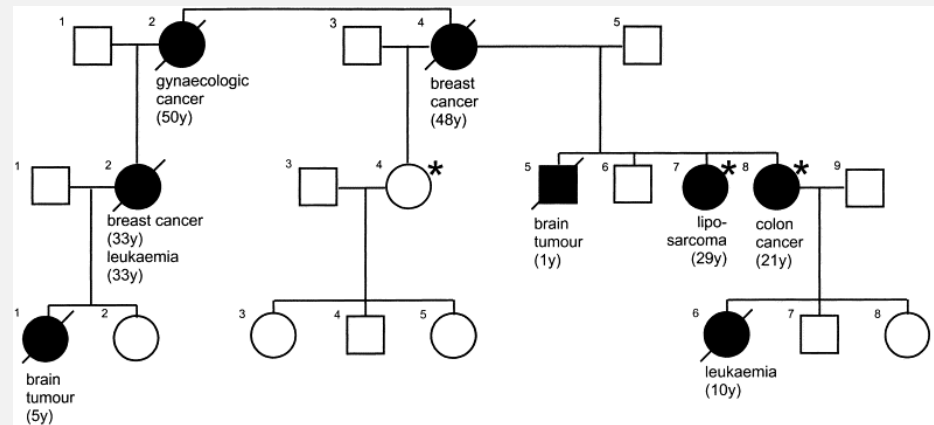 1
2
3
4
5
gynaecologic
cancer
(50y)
breast
cancer
(48y)
1
2
3
4
*
5
6
7
*
8
*
9
breast cancer
(33y)
leukaemia
(33y)
brain
tumour
(1y)
lipo-
sarcoma
(29y)
colon
cancer
(21y)
1
2
3
4
5
6
7
8
brain
tumour
(5y)
leukaemia
(10y)